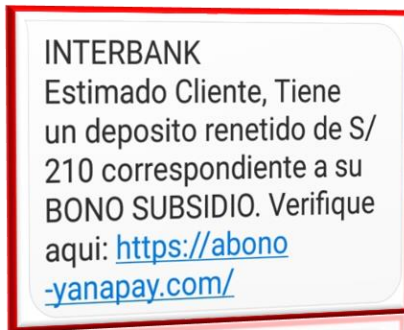 INTERBANK
Estimado Cliente, Tiene
un deposito renetido de S/
210 correspondiente a su
BONO SUBSIDIO. Verifique
aqui: https://abono
-yanapay.com/